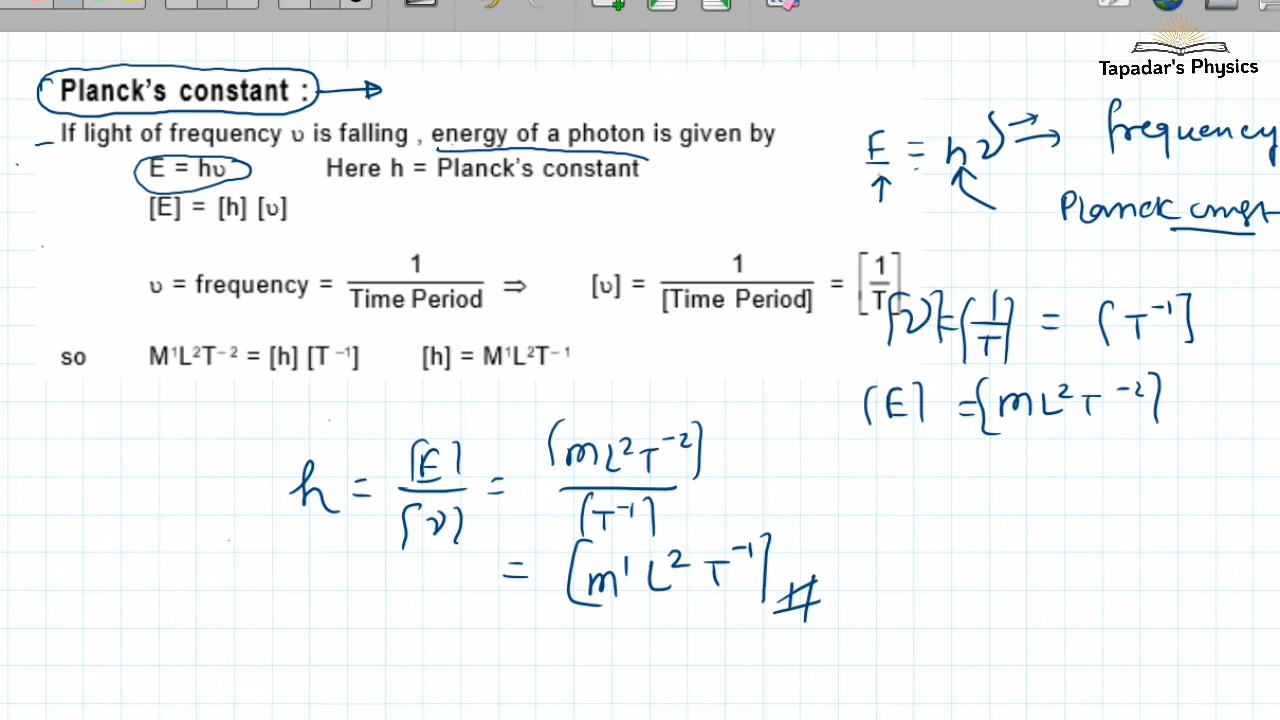 Tapadar's Physics
Planck's constant :
If light of frequency υ is falling , energy of a photon is given by
E = hυ Here h = Planck's constant
[E] = [h] [υ]
υ = frequency = 1 / Time Period ⇒ [υ] = 1 / [Time Period] = [1 / T]
so M¹L²T⁻² = [h] [T⁻¹] [h] = M¹L²T⁻¹
E = hν → frequency
Planck const
[ν] = [1/T] = [T⁻¹]
[E] = [ML²T⁻²]
h = [E] / [ν] = [ML²T⁻²] / [T⁻¹]
= [M¹ L² T⁻¹] #